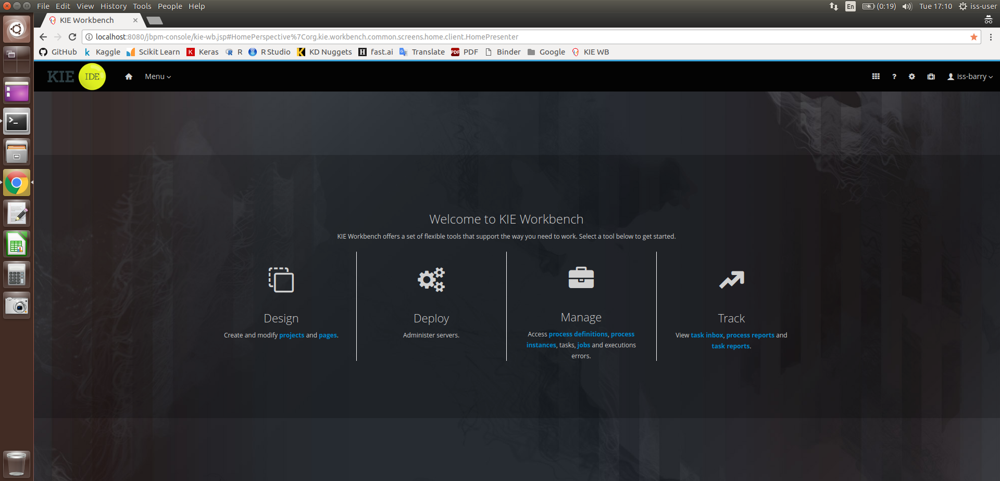 File Edit View History Tools People Help
En (0:19) Tue 17:10 iss-user
KIE Workbench
localhost:8080/jbpm-console/kie-wb.jsp#HomePerspective%7Corg.kie.workbench.common.screens.home.client.HomePresenter
GitHub Kaggle Scikit Learn Keras R R Studio KD Nuggets fast.ai Translate PDF PDF Binder Google KIE WB
KIE IDE Menu ? iss-barry
Welcome to KIE Workbench
KIE Workbench offers a set of flexible tools that support the way you need to work. Select a tool below to get started.
Design
Create and modify projects and pages.
Deploy
Administer servers.
Manage
Access process definitions, process
instances, tasks, jobs and executions
errors.
Track
View task inbox, process reports and
task reports.